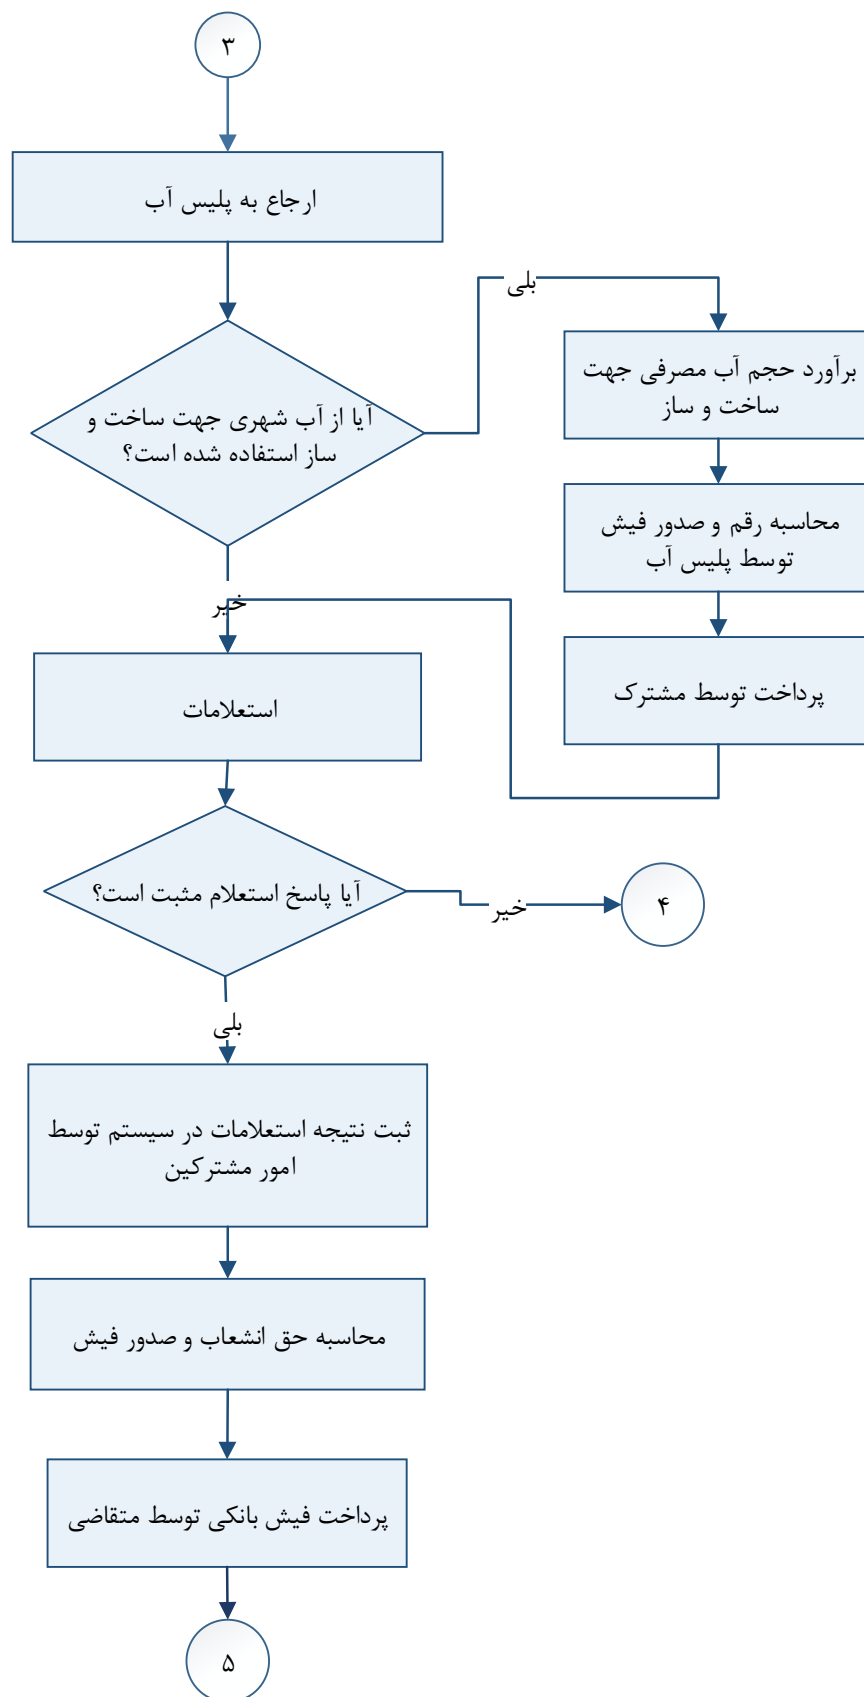 ۳
ارجاع به پلیس آب
بلی
برآورد حجم آب مصرفی جهت
ساخت و ساز
آیا از آب شهری جهت ساخت و
ساز استفاده شده است؟
محاسبه رقم و صدور فیش
توسط پلیس آب
خیر
پرداخت توسط مشترک
استعلامات
آیا پاسخ استعلام مثبت است؟
خیر
۴
بلی
ثبت نتیجه استعلامات در سیستم توسط
امور مشترکین
محاسبه حق انشعاب و صدور فیش
پرداخت فیش بانکی توسط متقاضی
۵